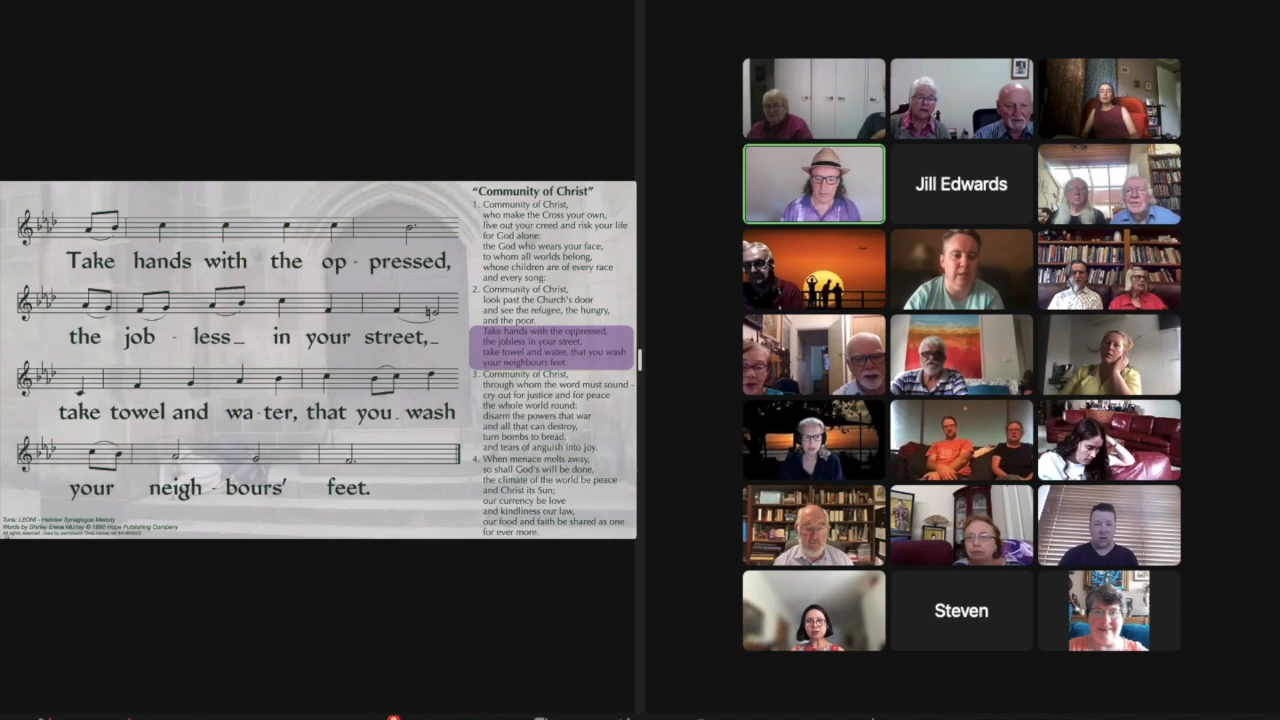 Take hands with the op - pressed,
the job - less_ in your street,_
take towel and wa-ter, that you_wash
your neigh - bours' feet.
Tune: LEONI - Hebrew Synagogue Melody
Words by Shirley Erena Murray © 1992 Hope Publishing Company
"Community of Christ"
1. Community of Christ,
who make the Cross your own,
live out your creed and risk your life
for God alone:
the God who wears your face,
to whom all worlds belong,
whose children are of every race
and every song:
2. Community of Christ,
look past the Church's door
and see the refugee, the hungry,
and the poor.
Take hands with the oppressed,
the jobless in your street,
take towel and water, that you wash
your neighbours feet.
3. Community of Christ,
through whom the word must sound -
cry out for justice and for peace
the whole world round:
disarm the powers that war
and all that can destroy,
turn bombs to bread,
and tears of anguish into joy.
4. When menace melts away,
so shall God's will be done,
the climate of the world be peace
and Christ its Sun;
our currency be love
and kindliness our law,
our food and faith be shared as one
for ever more.
Jill Edwards
Steven